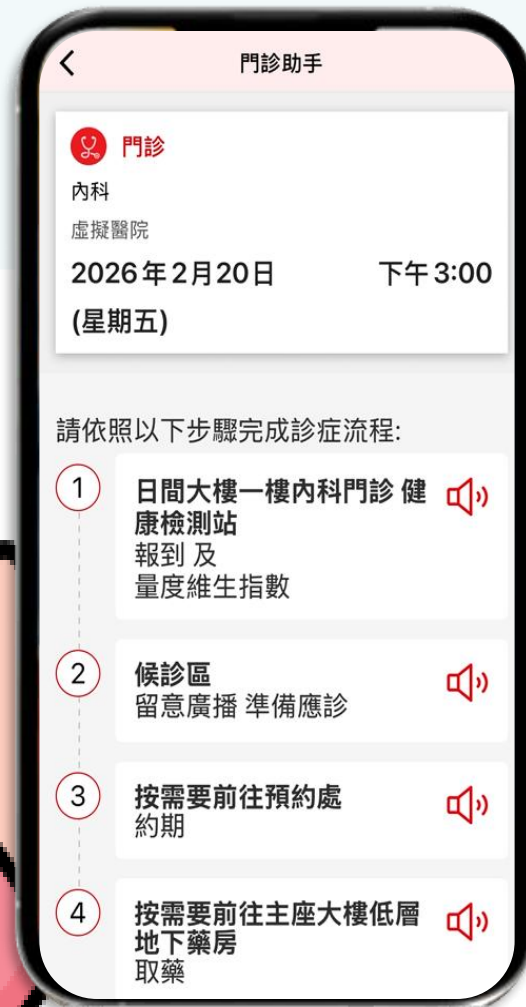 門診助手
門診
內科
虛擬醫院
2026年2月20日 下午3:00
(星期五)
請依照以下步驟完成診症流程:
1
日間大樓一樓內科門診 健
康檢測站
報到 及
量度維生指數
2
候診區
留意廣播 準備應診
3
按需要前往預約處
約期
4
按需要前往主座大樓低層
地下藥房
取藥